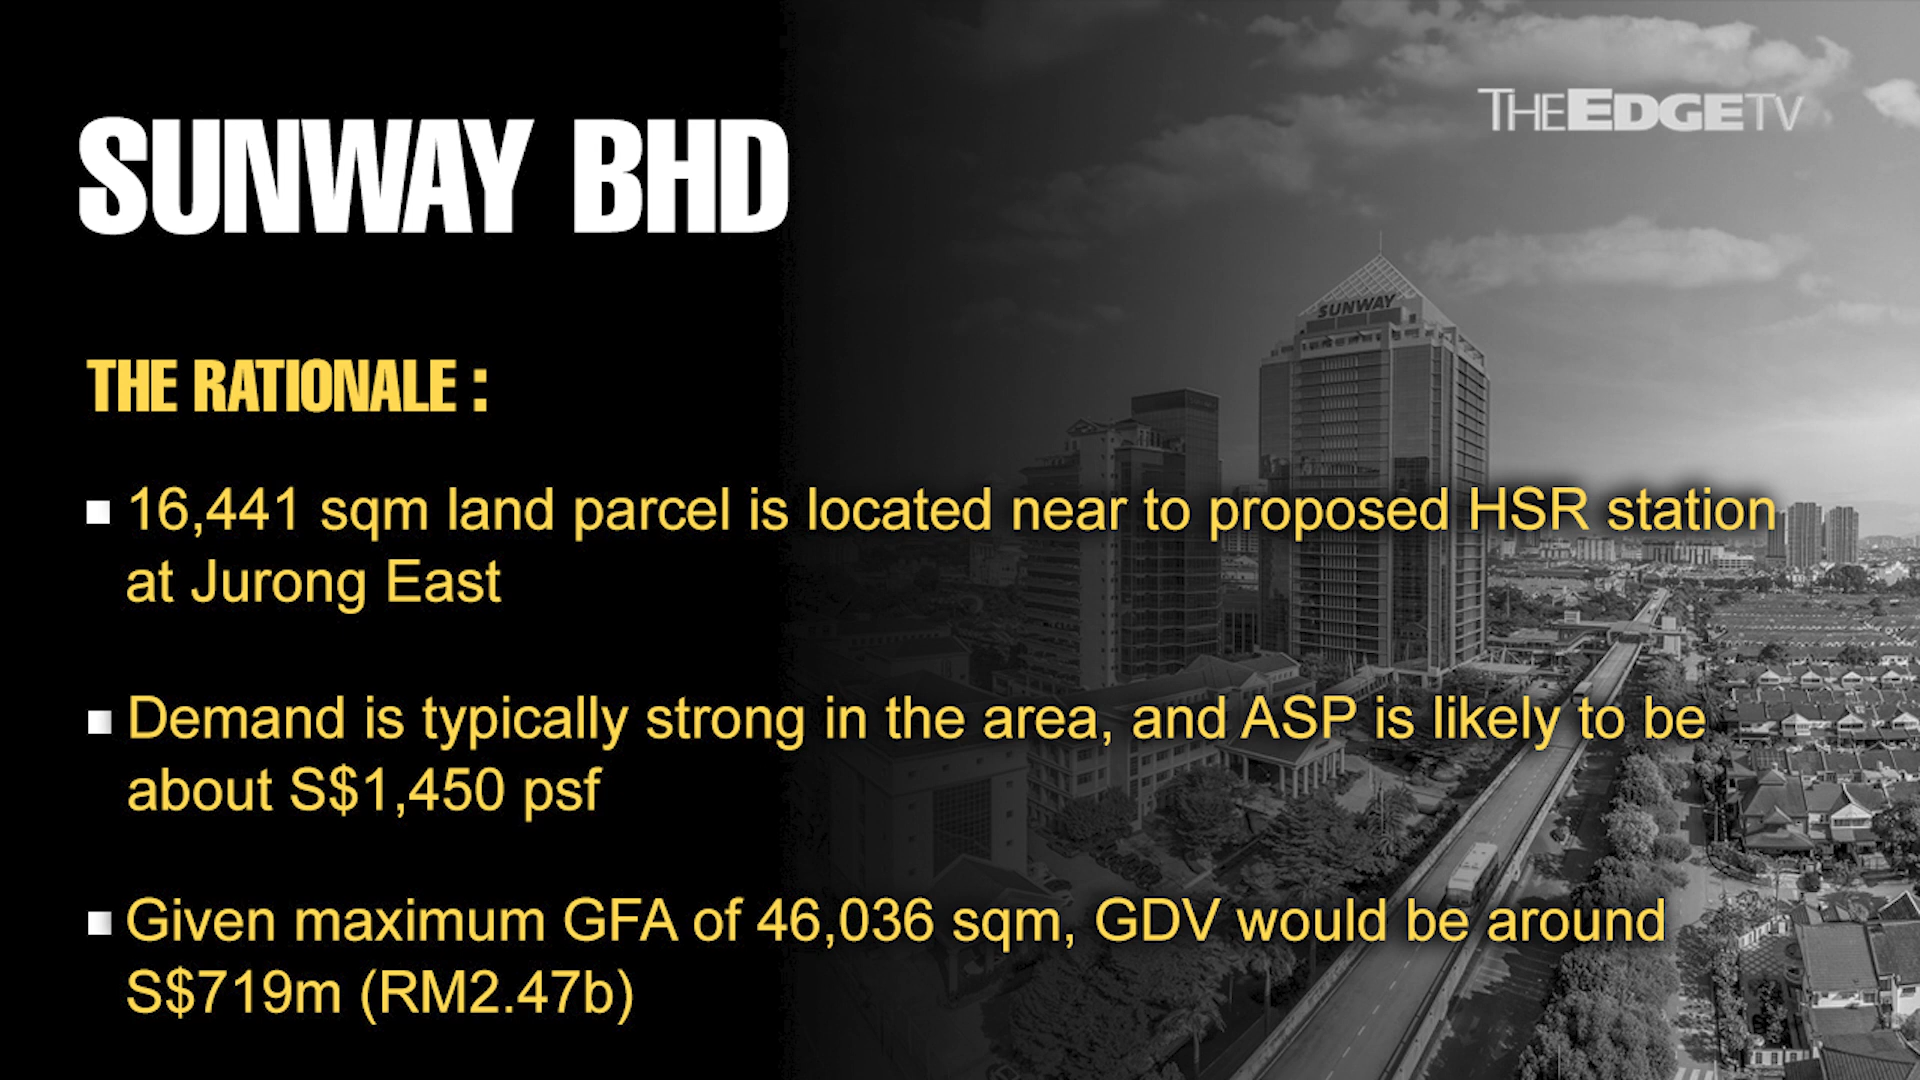 THEEDGETV
SUNWAY BHD
SUNWAY
THE RATIONALE :
16,441 sqm land parcel is located near to proposed HSR station
at Jurong East
Demand is typically strong in the area, and ASP is likely to be
about S$1,450 psf
Given maximum GFA of 46,036 sqm, GDV would be around
S$719m (RM2.47b)